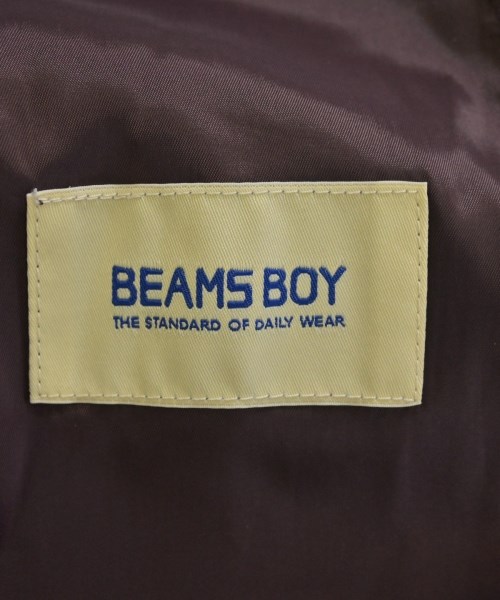 BEAMS BOY
THE STANDARD OF DAILY WEAR